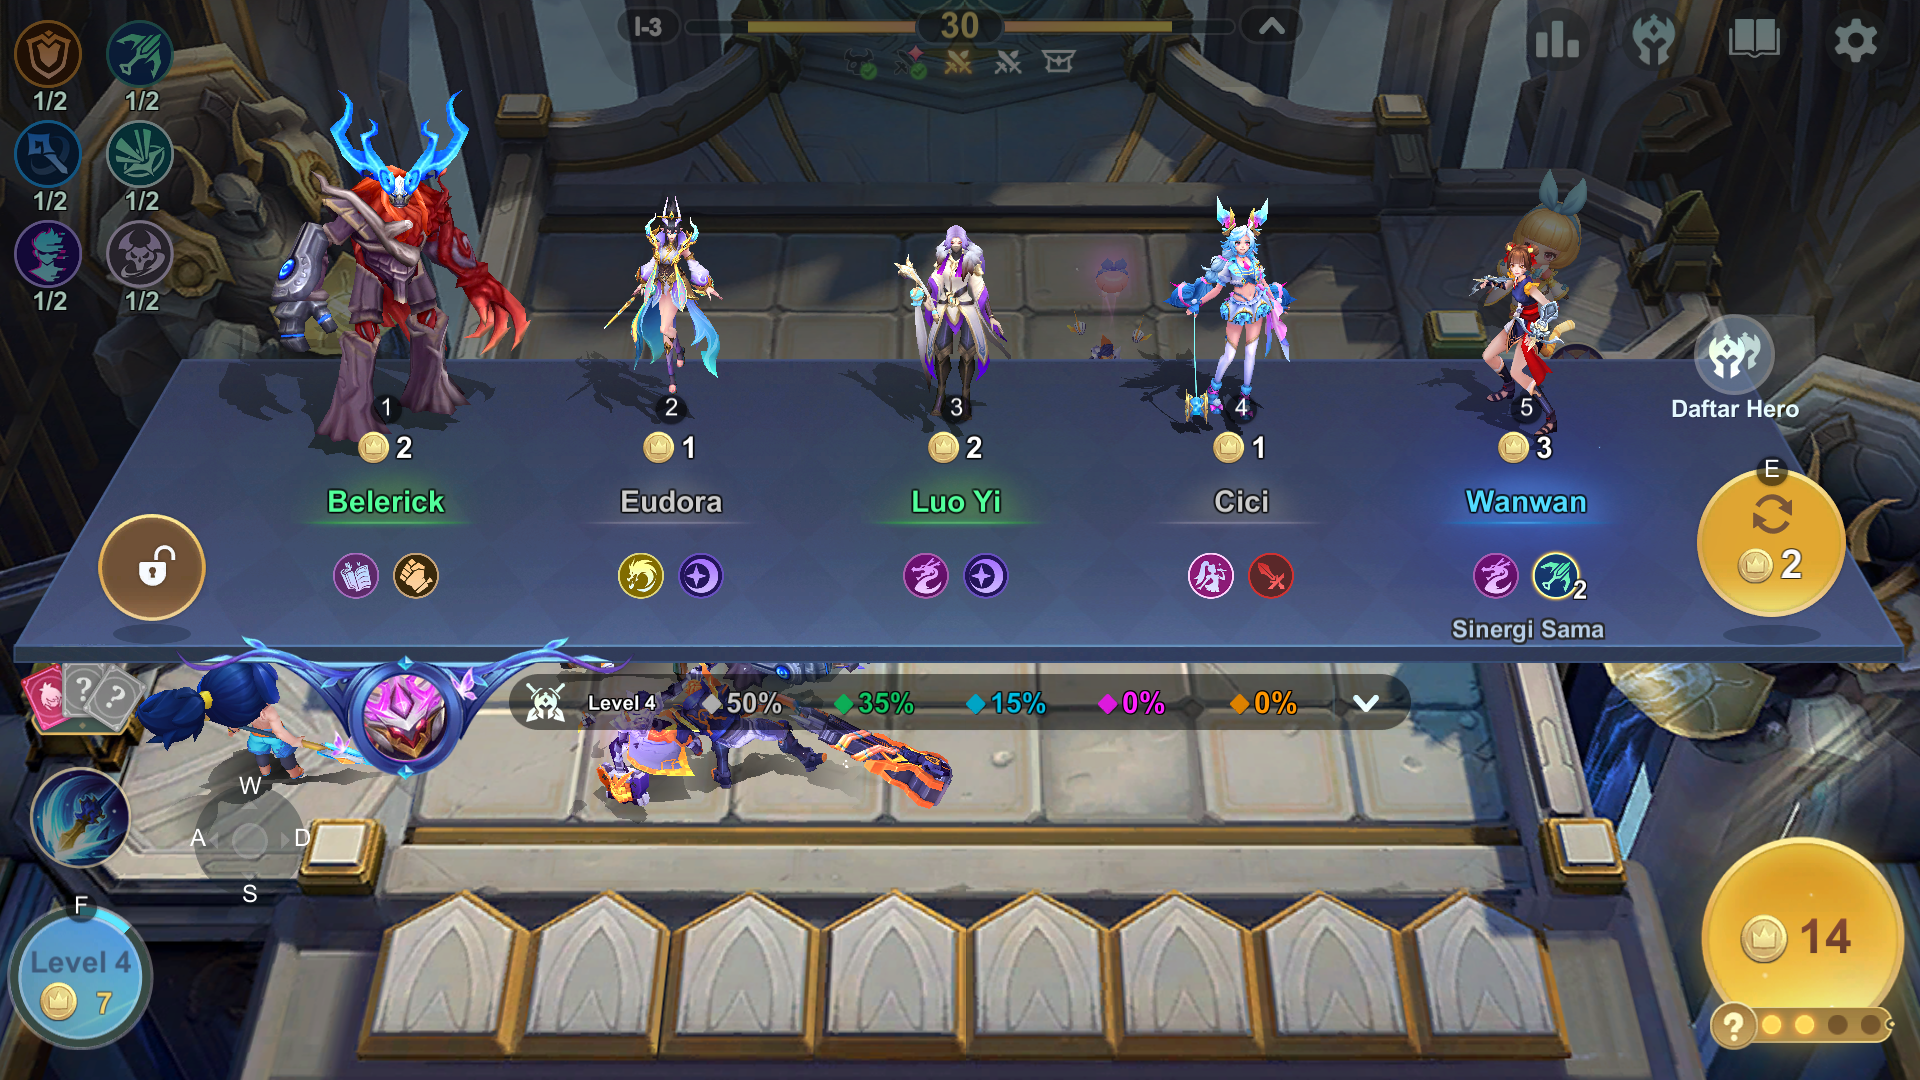 I-3
30
1/2
1/2
1/2
1/2
1/2
1/2
1
2
3
4
5
2
1
2
1
3
Daftar Hero
Belerick
Eudora
Luo Yi
Cici
Wanwan
E
2
2
Sinergi Sama
? ?
Level 4
50%
35%
15%
0%
0%
W
A
D
S
F
Level 4
7
14
?